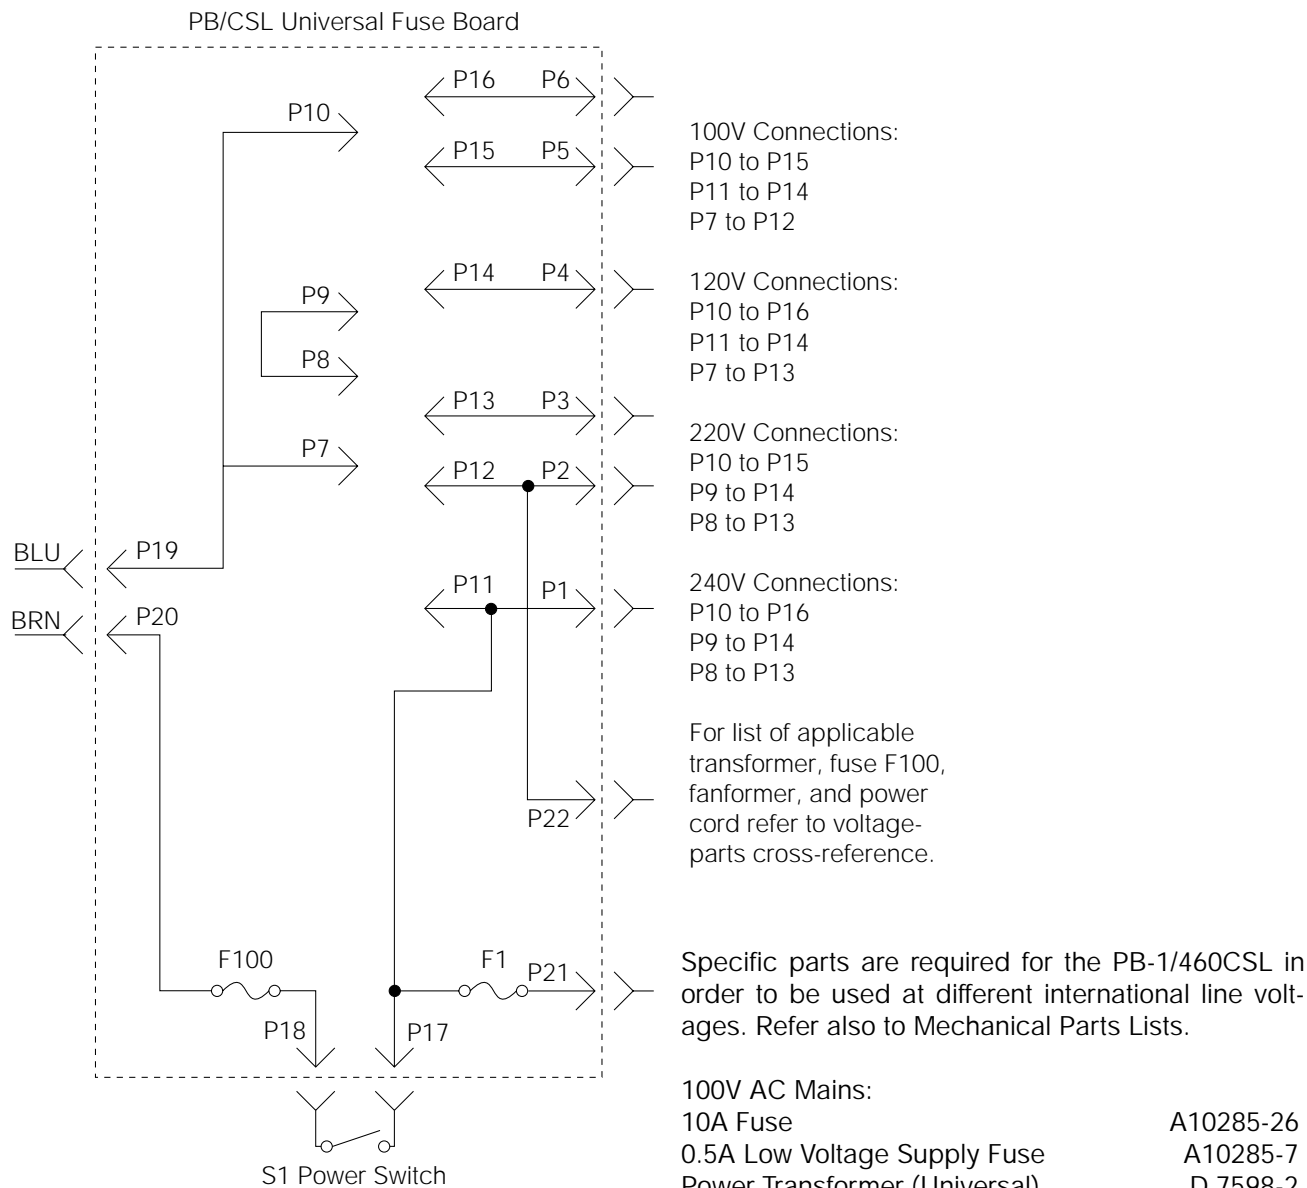 PB/CSL Universal Fuse Board
P16 P6
P10
P15 P5
P14 P4
P9
P8
P13 P3
P7
P12 P2
BLU P19
P11 P1
BRN P20
P22
F100
F1 P21
P18 P17
S1 Power Switch
100V Connections:
P10 to P15
P11 to P14
P7 to P12
120V Connections:
P10 to P16
P11 to P14
P7 to P13
220V Connections:
P10 to P15
P9 to P14
P8 to P13
240V Connections:
P10 to P16
P9 to P14
P8 to P13
For list of applicable
transformer, fuse F100,
fanformer, and power
cord refer to voltage-
parts cross-reference.
Specific parts are required for the PB-1/460CSL in
order to be used at different international line volt-
ages. Refer also to Mechanical Parts Lists.
100V AC Mains:
10A Fuse A10285-26
0.5A Low Voltage Supply Fuse A10285-7
Power Transformer (Universal) D 7598-2